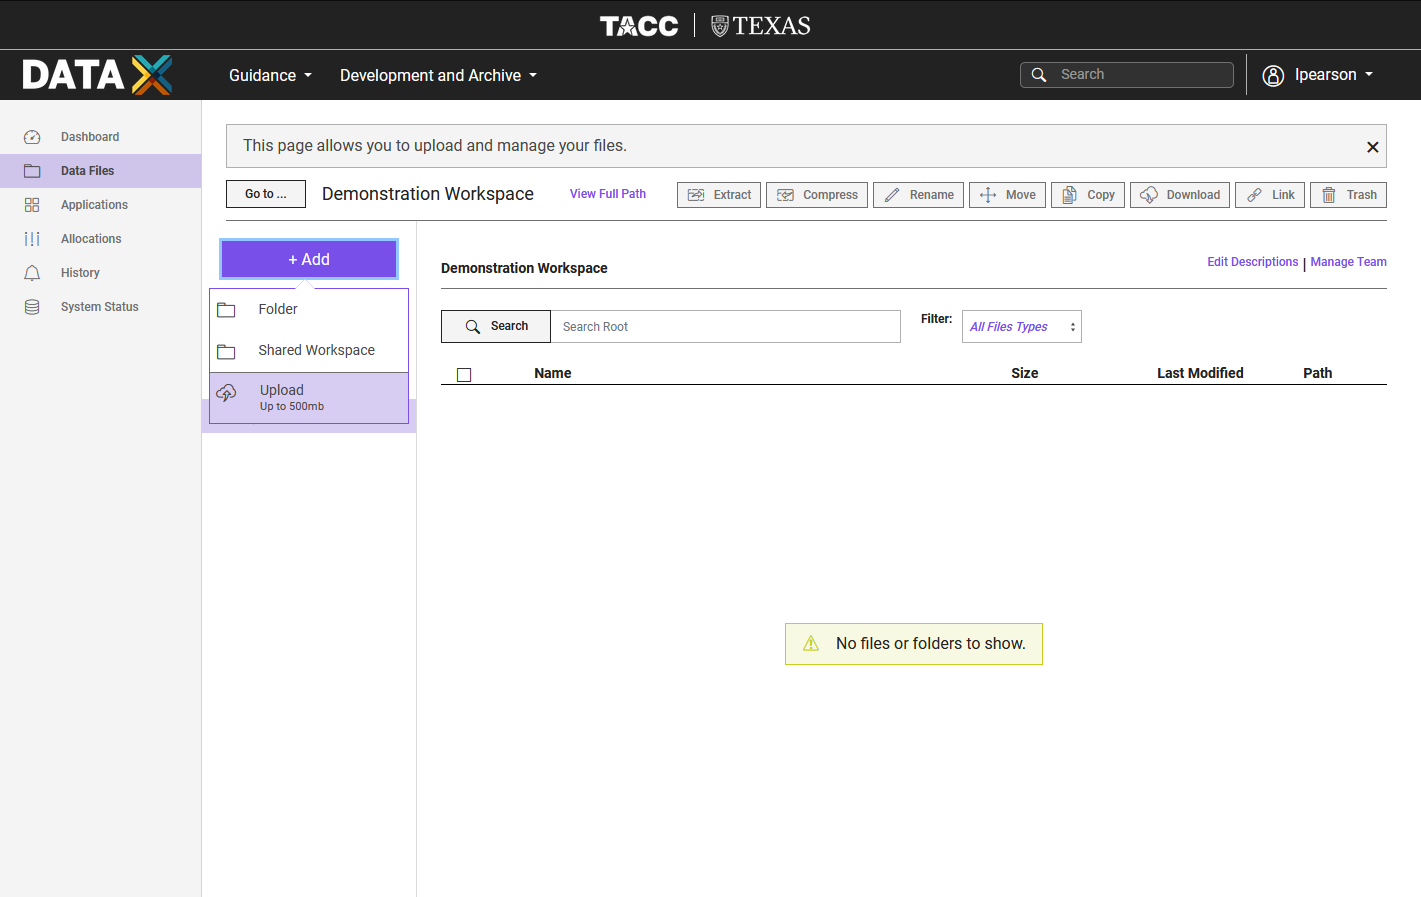 TACC TEXAS
DATA X Guidance Development and Archive Search lpearson
Dashboard
Data Files
Applications
Allocations
History
System Status
This page allows you to upload and manage your files.
Go to ... Demonstration Workspace View Full Path Extract Compress Rename Move Copy Download Link Trash
+ Add
Folder
Shared Workspace
Upload
Up to 500mb
Demonstration Workspace Edit Descriptions | Manage Team
Search Search Root Filter: All Files Types
Name Size Last Modified Path
No files or folders to show.